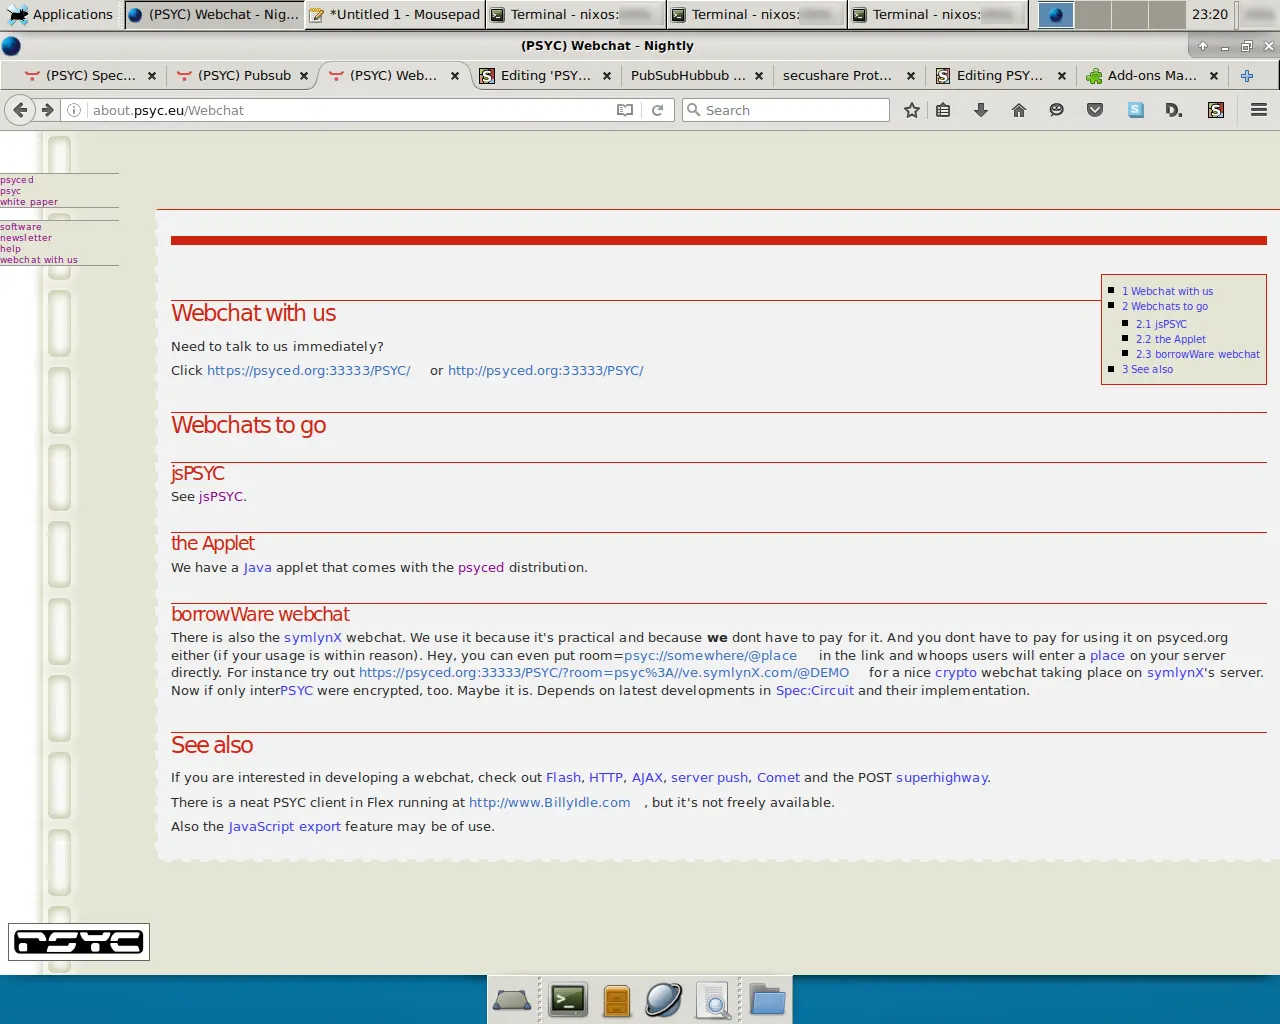 Applications
(PSYC) Webchat - Nig...
*Untitled 1 - Mousepad
Terminal - nixos:
Terminal - nixos:
Terminal - nixos:
23:20
(PSYC) Webchat - Nightly
(PSYC) Spec...
(PSYC) Pubsub
(PSYC) Web...
Editing 'PSY...
PubSubHubbub ...
secushare Prot...
Editing PSY...
Add-ons Ma...
about.psyc.eu/Webchat
Search
psyced
psyc
white paper
software
newsletter
help
webchat with us
1 Webchat with us
2 Webchats to go
2.1 jsPSYC
2.2 the Applet
2.3 borrowWare webchat
3 See also
Webchat with us
Need to talk to us immediately?
Click https://psyced.org:33333/PSYC/ or http://psyced.org:33333/PSYC/
Webchats to go
jsPSYC
See jsPSYC.
the Applet
We have a Java applet that comes with the psyced distribution.
borrowWare webchat
There is also the symlynX webchat. We use it because it's practical and because we dont have to pay for it. And you dont have to pay for using it on psyced.org
either (if your usage is within reason). Hey, you can even put room=psyc://somewhere/@place in the link and whoops users will enter a place on your server
directly. For instance try out https://psyced.org:33333/PSYC/?room=psyc%3A//ve.symlynX.com/@DEMO for a nice crypto webchat taking place on symlynX's server.
Now if only interPSYC were encrypted, too. Maybe it is. Depends on latest developments in Spec:Circuit and their implementation.
See also
If you are interested in developing a webchat, check out Flash, HTTP, AJAX, server push, Comet and the POST superhighway.
There is a neat PSYC client in Flex running at http://www.BillyIdle.com , but it's not freely available.
Also the JavaScript export feature may be of use.
PSYC